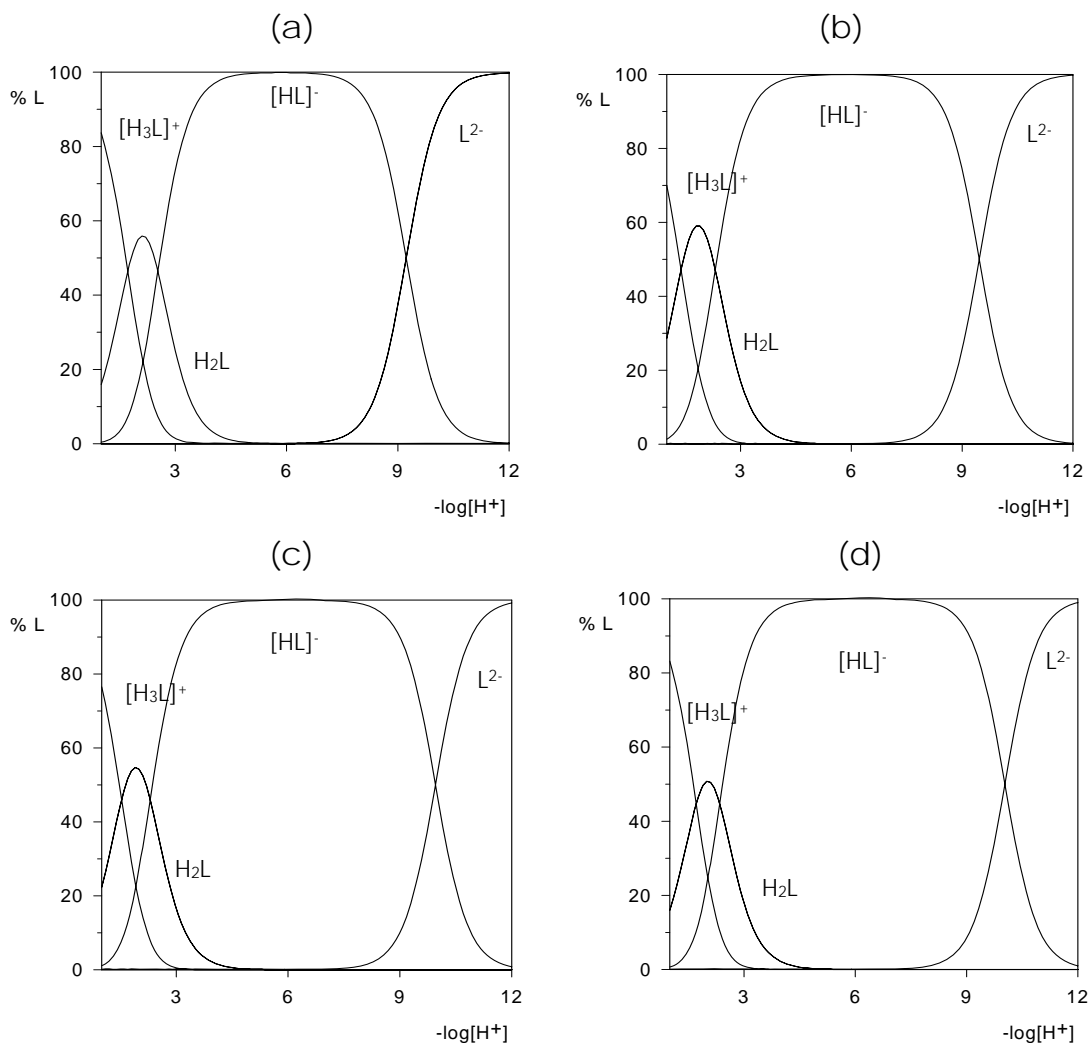 (a)
(b)
100
% L
[H₃L]⁺
[HL]⁻
L²⁻
80
60
40
20
0
H₂L
3
6
9
12
-log[H⁺]
100
% L
[H₃L]⁺
[HL]⁻
L²⁻
80
60
40
20
0
H₂L
3
6
9
12
-log[H⁺]
(c)
(d)
100
% L
[H₃L]⁺
[HL]⁻
L²⁻
80
60
40
20
0
H₂L
3
6
9
12
-log[H⁺]
100
% L
[H₃L]⁺
[HL]⁻
L²⁻
80
60
40
20
0
H₂L
3
6
9
12
-log[H⁺]